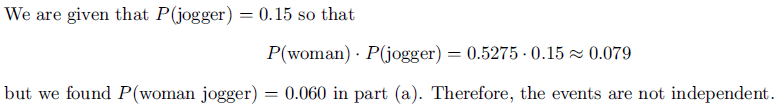 We are given that P(jogger) = 0.15 so that
P(woman) · P(jogger) = 0.5275 · 0.15 ≈ 0.079
but we found P(woman jogger) = 0.060 in part (a). Therefore, the events are not independent.